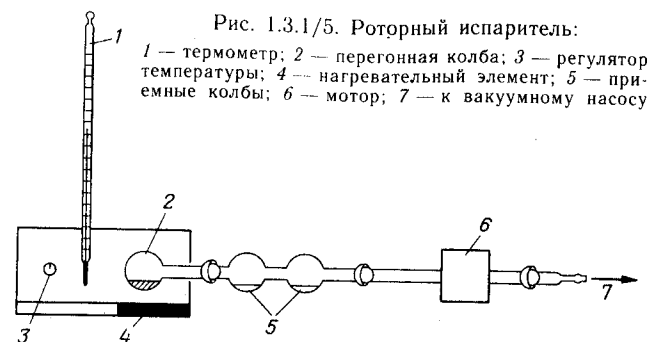 Рис. 1.3.1/5. Роторный испаритель:
1 — термометр; 2 — перегонная колба; 3 — регулятор
температуры; 4 — нагревательный элемент; 5 — при-
емные колбы; 6 — мотор; 7 — к вакуумному насосу
1
2
6
7
3
4
5